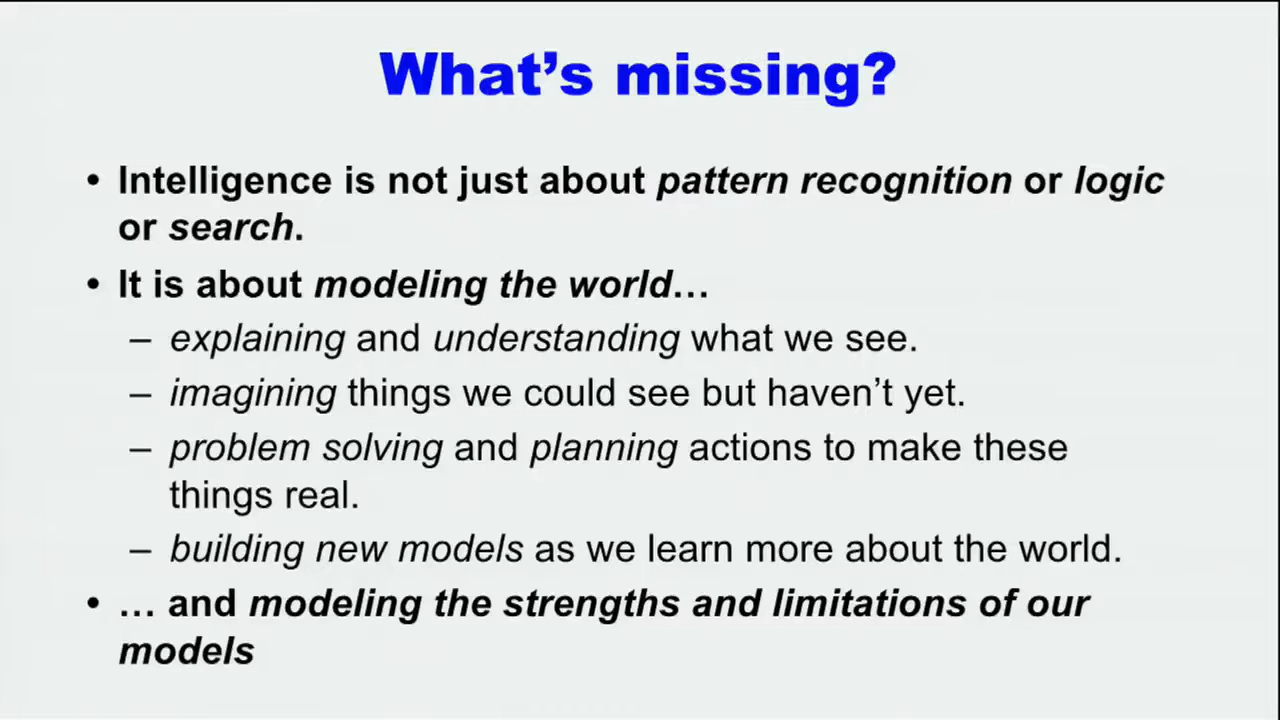 What’s missing?
• Intelligence is not just about pattern recognition or logic
or search.
• It is about modeling the world…
– explaining and understanding what we see.
– imagining things we could see but haven’t yet.
– problem solving and planning actions to make these
things real.
– building new models as we learn more about the world.
• … and modeling the strengths and limitations of our
models